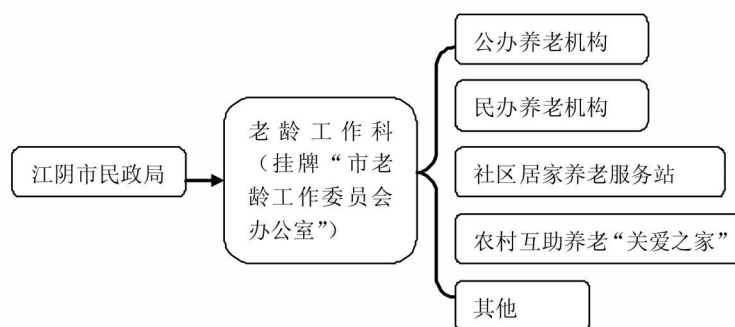 江阴市民政局
老龄工作科
（挂牌“市老
龄工作委员会
办公室”）
公办养老机构
民办养老机构
社区居家养老服务站
农村互助养老“关爱之家”
其他